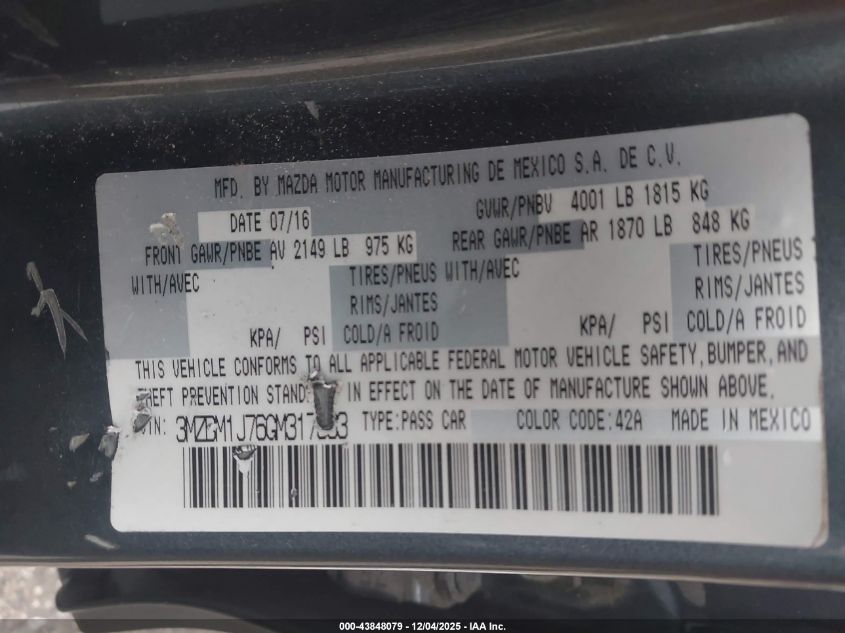 MFD. BY MAZDA MOTOR MANUFACTURING DE MEXICO S.A. DE C.V.
DATE 07/16 GVWR/PNBV 4001 LB 1815 KG
FRONT GAWR/PNBE AV 2149 LB 975 KG REAR GAWR/PNBE AR 1870 LB 848 KG
WITH/AVEC TIRES/PNEUS WITH/AVEC TIRES/PNEUS
RIMS/JANTES RIMS/JANTES
KPA/ PSI COLD/A FROID KPA/ PSI COLD/A FROID
THIS VEHICLE CONFORMS TO ALL APPLICABLE FEDERAL MOTOR VEHICLE SAFETY, BUMPER, AND
THEFT PREVENTION IN EFFECT ON THE DATE OF MANUFACTURE SHOWN ABOVE.
TYPE:PASS CAR COLOR CODE:42A MADE IN MEXICO
000-43848079 - 12/04/2025 - IAA Inc.